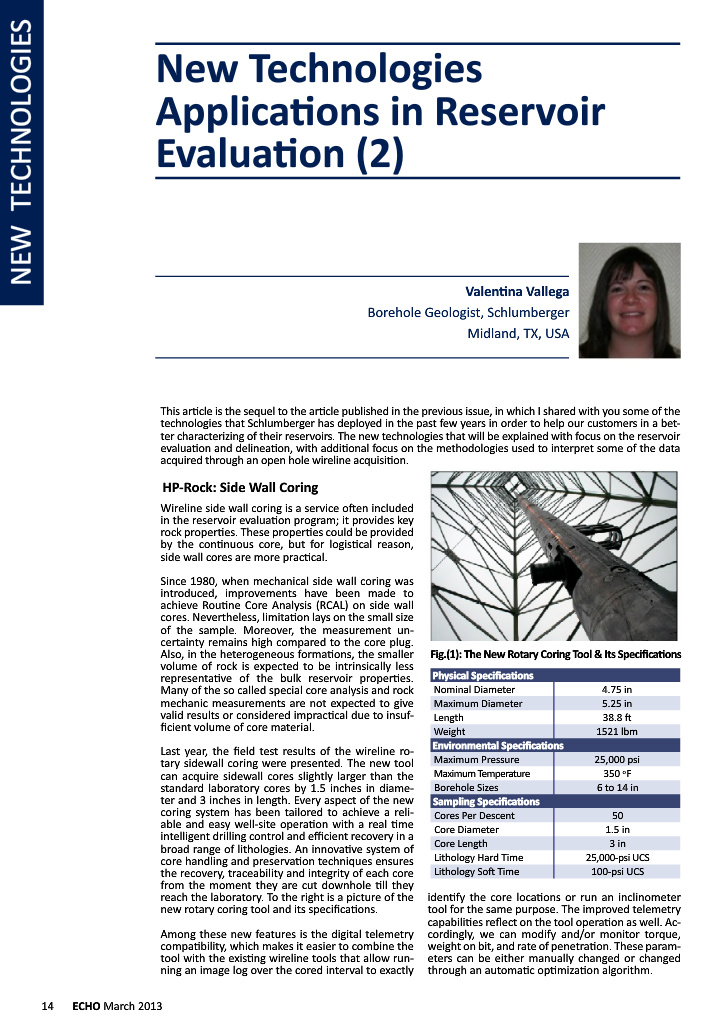 NEW TECHNOLOGIES
New Technologies
Applications in Reservoir
Evaluation (2)
Valentina Vallega
Borehole Geologist, Schlumberger
Midland, TX, USA
This article is the sequel to the article published in the previous issue, in which I shared with you some of the
technologies that Schlumberger has deployed in the past few years in order to help our customers in a bet-
ter characterizing of their reservoirs. The new technologies that will be explained with focus on the reservoir
evaluation and delineation, with additional focus on the methodologies used to interpret some of the data
acquired through an open hole wireline acquisition.
HP-Rock: Side Wall Coring
Wireline side wall coring is a service often included
in the reservoir evaluation program; it provides key
rock properties. These properties could be provided
by the continuous core, but for logistical reason,
side wall cores are more practical.
Since 1980, when mechanical side wall coring was
introduced, improvements have been made to
achieve Routine Core Analysis (RCAL) on side wall
cores. Nevertheless, limitation lays on the small size
of the sample. Moreover, the measurement un-
certainty remains high compared to the core plug.
Also, in the heterogeneous formations, the smaller
volume of rock is expected to be intrinsically less
representative of the bulk reservoir properties.
Many of the so called special core analysis and rock
mechanic measurements are not expected to give
valid results or considered impractical due to insuf-
ficient volume of core material.
Last year, the field test results of the wireline ro-
tary sidewall coring were presented. The new tool
can acquire sidewall cores slightly larger than the
standard laboratory cores by 1.5 inches in diame-
ter and 3 inches in length. Every aspect of the new
coring system has been tailored to achieve a reli-
able and easy well-site operation with a real time
intelligent drilling control and efficient recovery in a
broad range of lithologies. An innovative system of
core handling and preservation techniques ensures
the recovery, traceability and integrity of each core
from the moment they are cut downhole till they
reach the laboratory. To the right is a picture of the
new rotary coring tool and its specifications.
Among these new features is the digital telemetry
compatibility, which makes it easier to combine the
tool with the existing wireline tools that allow run-
ning an image log over the cored interval to exactly
Fig.(1): The New Rotary Coring Tool & Its Specifications
Physical Specifications
Nominal Diameter 4.75 in
Maximum Diameter 5.25 in
Length 38.8 ft
Weight 1521 lbm
Environmental Specifications
Maximum Pressure 25,000 psi
Maximum Temperature 350 °F
Borehole Sizes 6 to 14 in
Sampling Specifications
Cores Per Descent 50
Core Diameter 1.5 in
Core Length 3 in
Lithology Hard Time 25,000-psi UCS
Lithology Soft Time 100-psi UCS
identify the core locations or run an inclinometer
tool for the same purpose. The improved telemetry
capabilities reflect on the tool operation as well. Ac-
cordingly, we can modify and/or monitor torque,
weight on bit, and rate of penetration. These param-
eters can be either manually changed or changed
through an automatic optimization algorithm.
14 ECHO March 2013